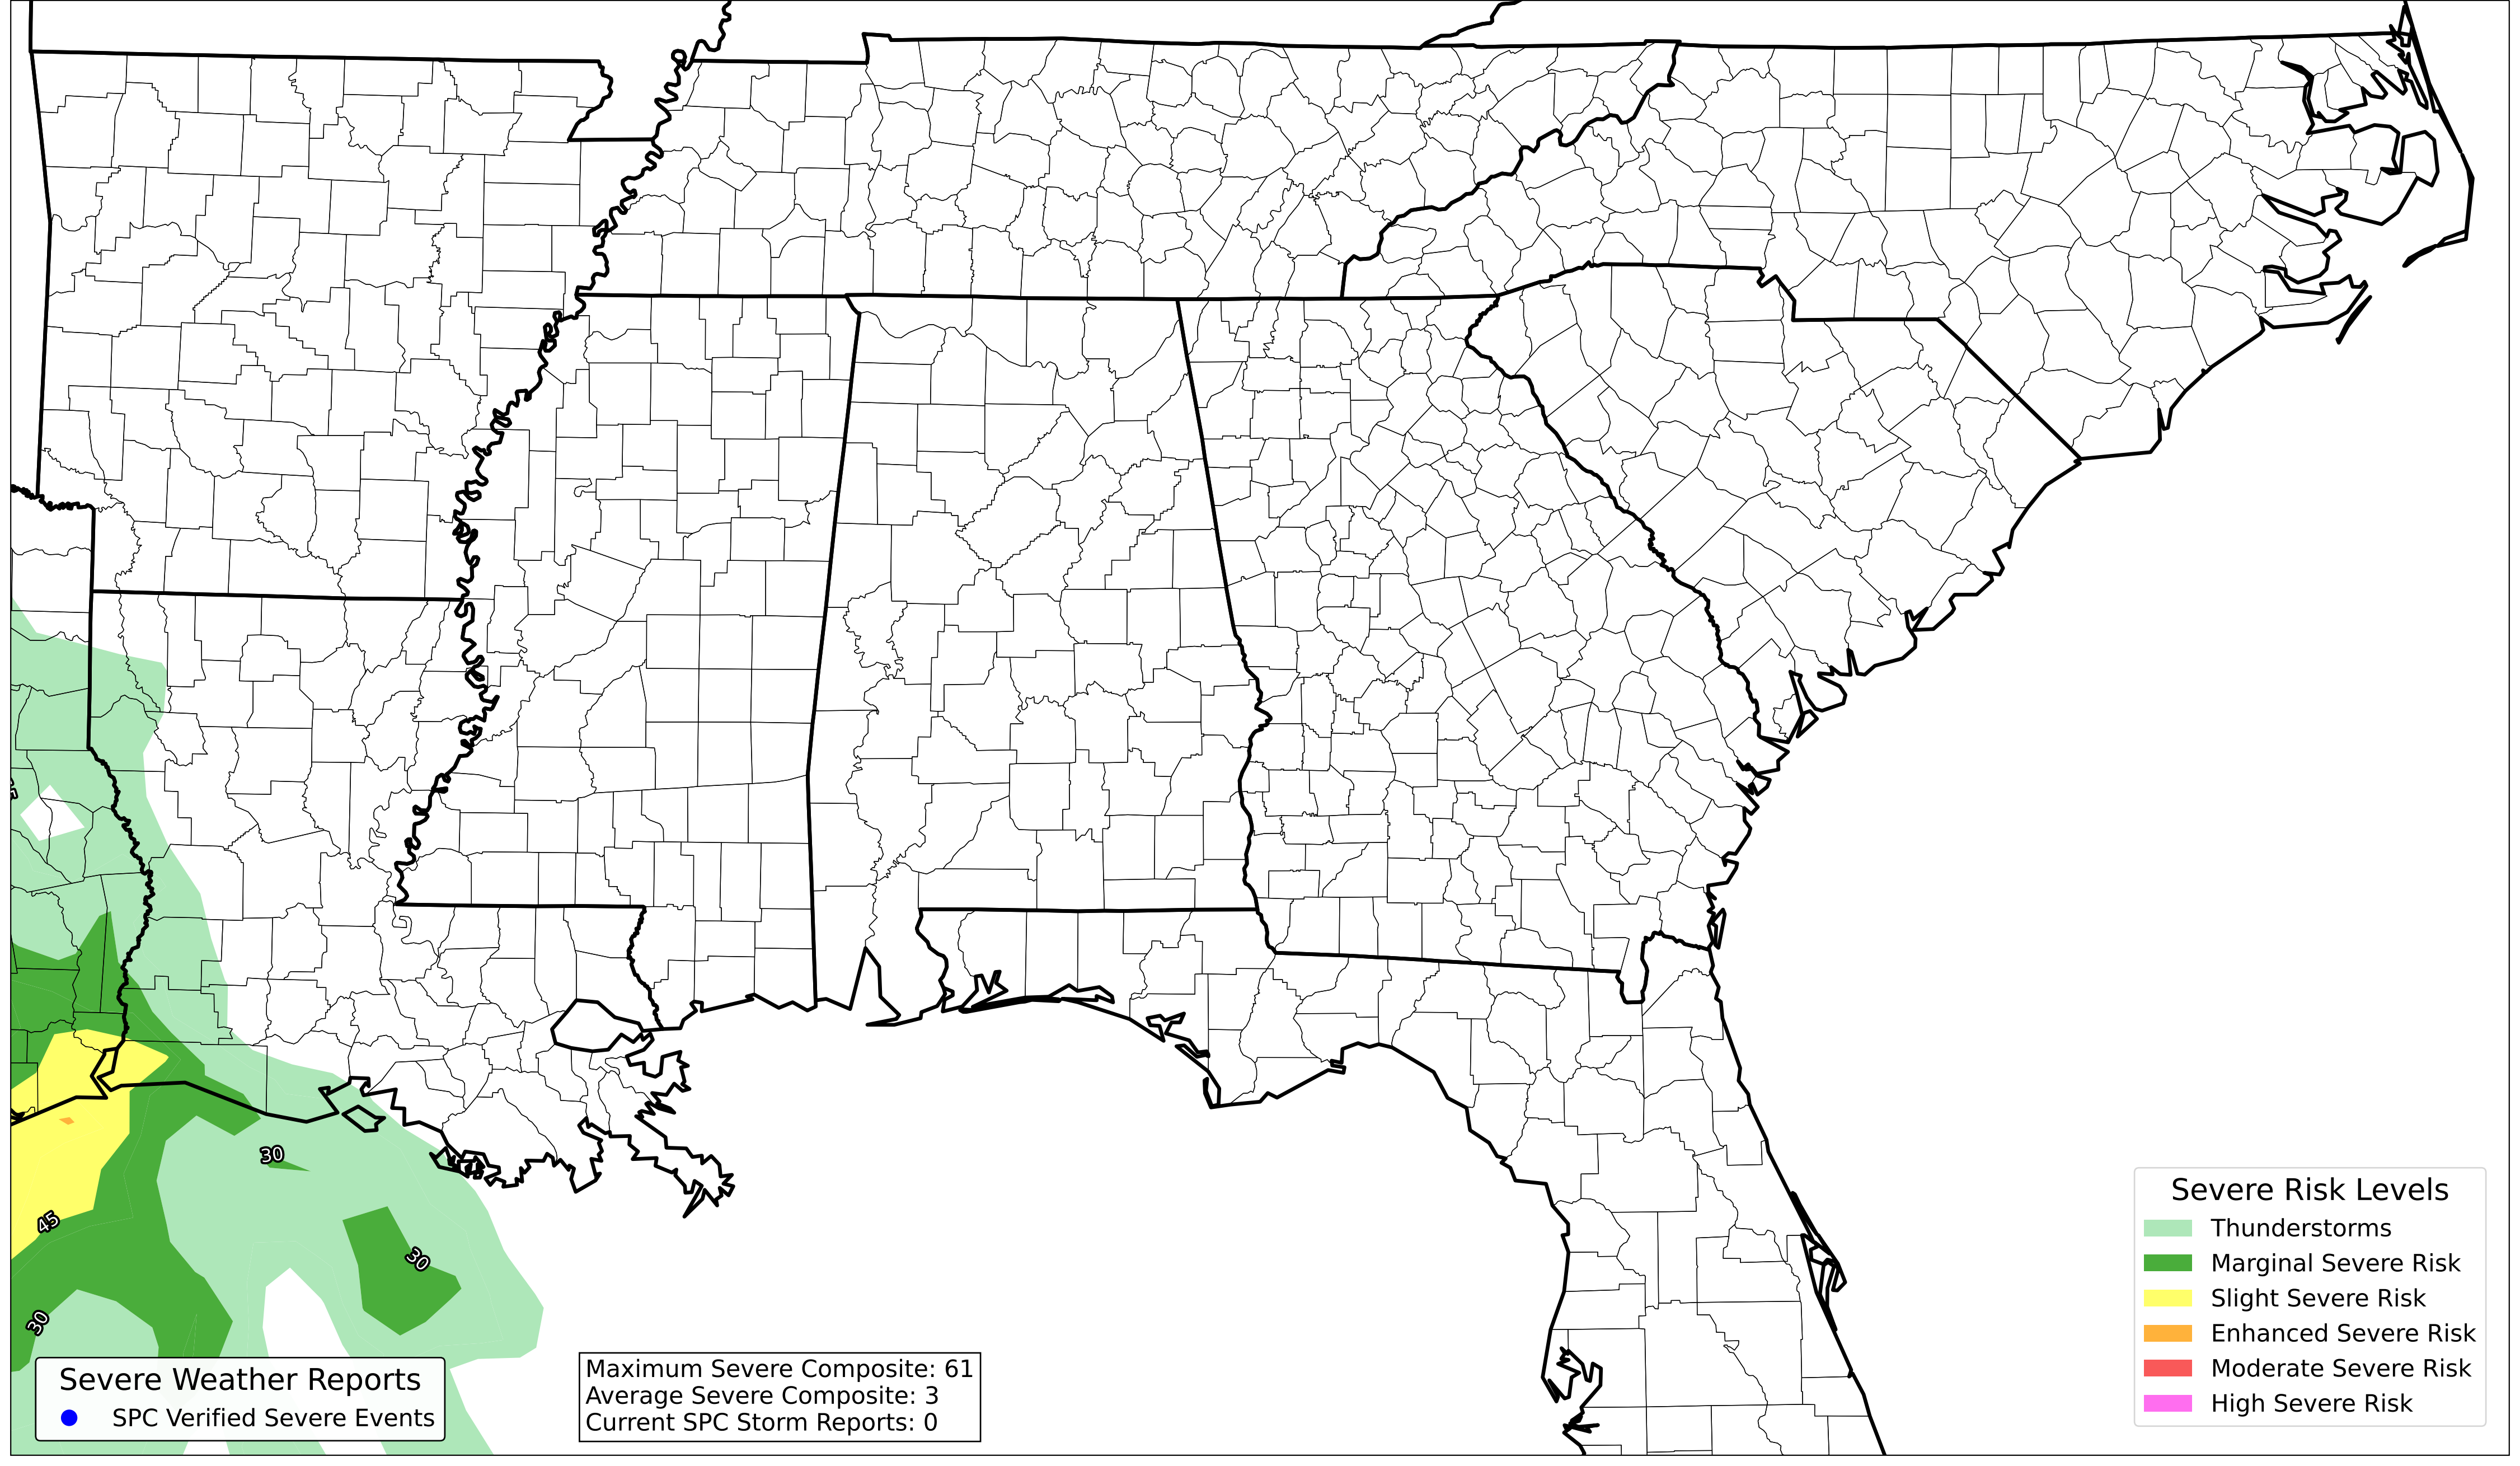 30
45
30
30
Severe Weather Reports
SPC Verified Severe Events
Maximum Severe Composite: 61
Average Severe Composite: 3
Current SPC Storm Reports: 0
Severe Risk Levels
Thunderstorms
Marginal Severe Risk
Slight Severe Risk
Enhanced Severe Risk
Moderate Severe Risk
High Severe Risk